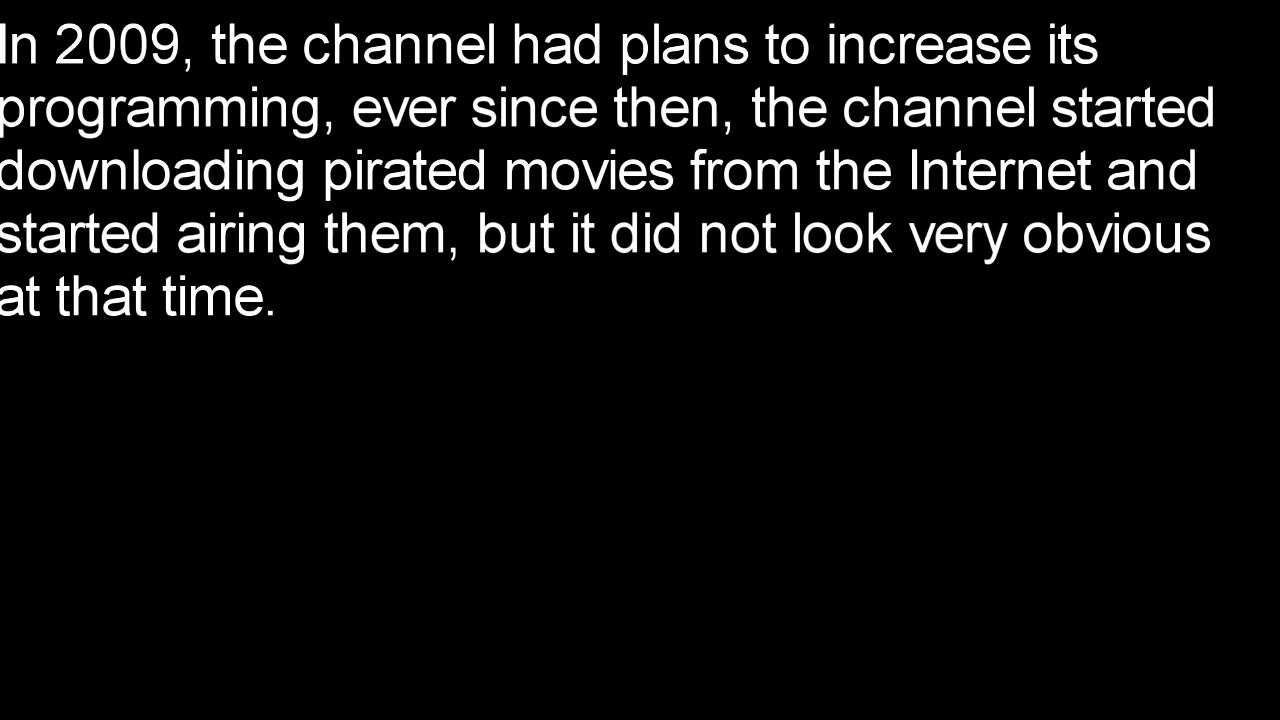 In 2009, the channel had plans to increase its
programming, ever since then, the channel started
downloading pirated movies from the Internet and
started airing them, but it did not look very obvious
at that time.